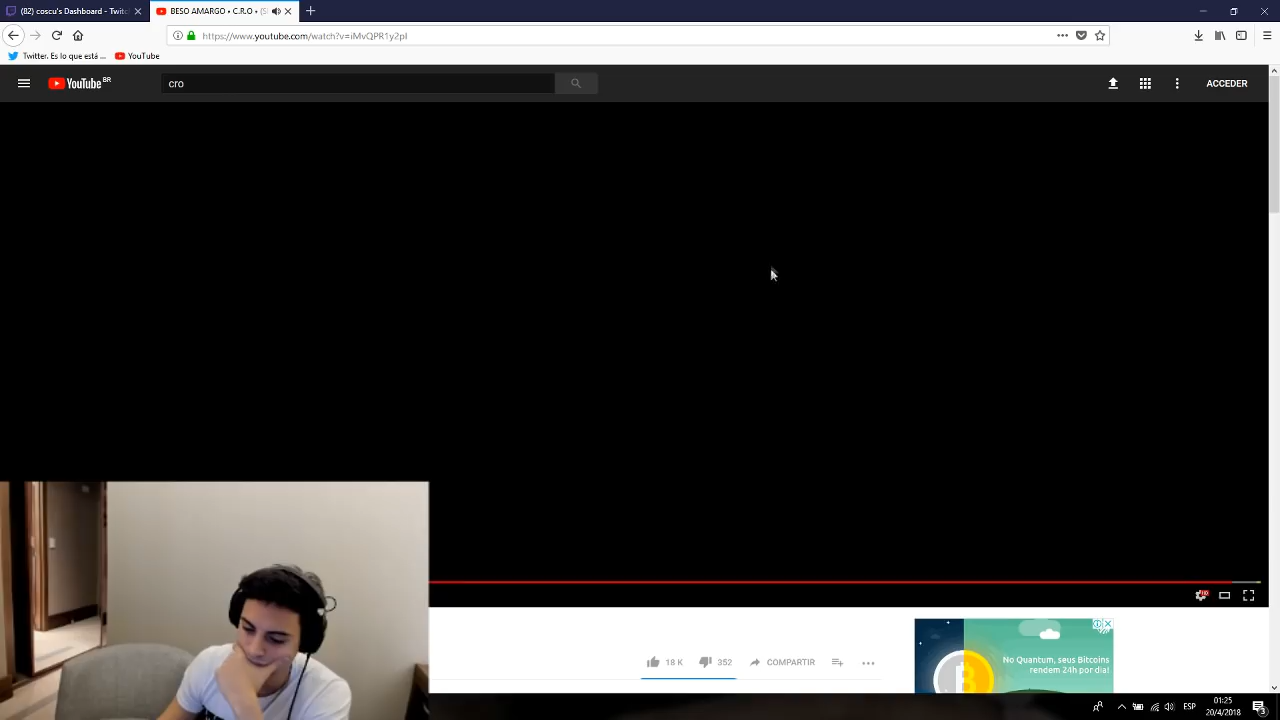 (82) coscu's Dashboard - Twitch
BESO AMARGO • C.R.O • (S
https://www.youtube.com/watch?v=iMvQPR1y2pI
Twitter. Es lo que está ...
YouTube
YouTube BR
cro
ACCEDER
18 K
352
COMPARTIR
No Quantum, seus Bitcoins
rendem 24h por dia!
ESP
01:25
20/4/2018